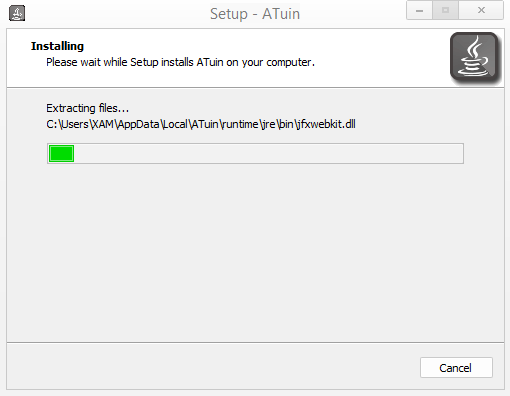 Setup - ATuin
Installing
Please wait while Setup installs ATuin on your computer.
Extracting files...
C:\Users\XAM\AppData\Local\ATuin\runtime\jre\bin\jfxwebkit.dll
Cancel